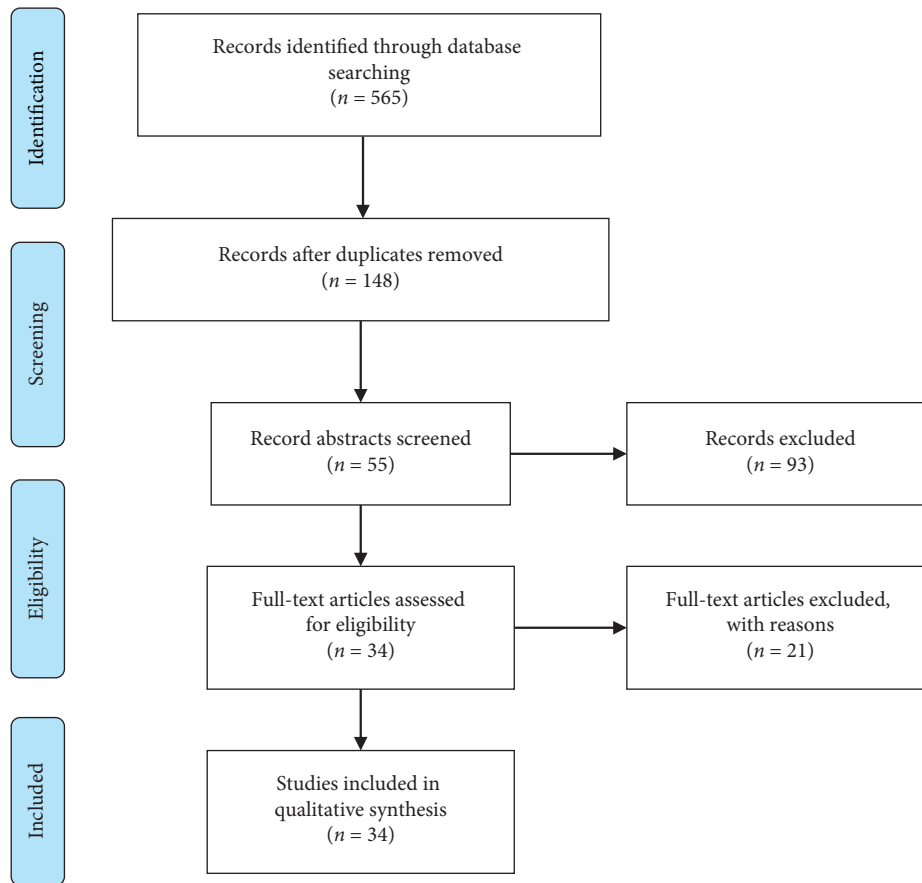 Identification
Records identified through database
searching
(n = 565)
Screening
Records after duplicates removed
(n = 148)
Record abstracts screened
(n = 55)
Records excluded
(n = 93)
Eligibility
Full-text articles assessed
for eligibility
(n = 34)
Full-text articles excluded,
with reasons
(n = 21)
Included
Studies included in
qualitative synthesis
(n = 34)